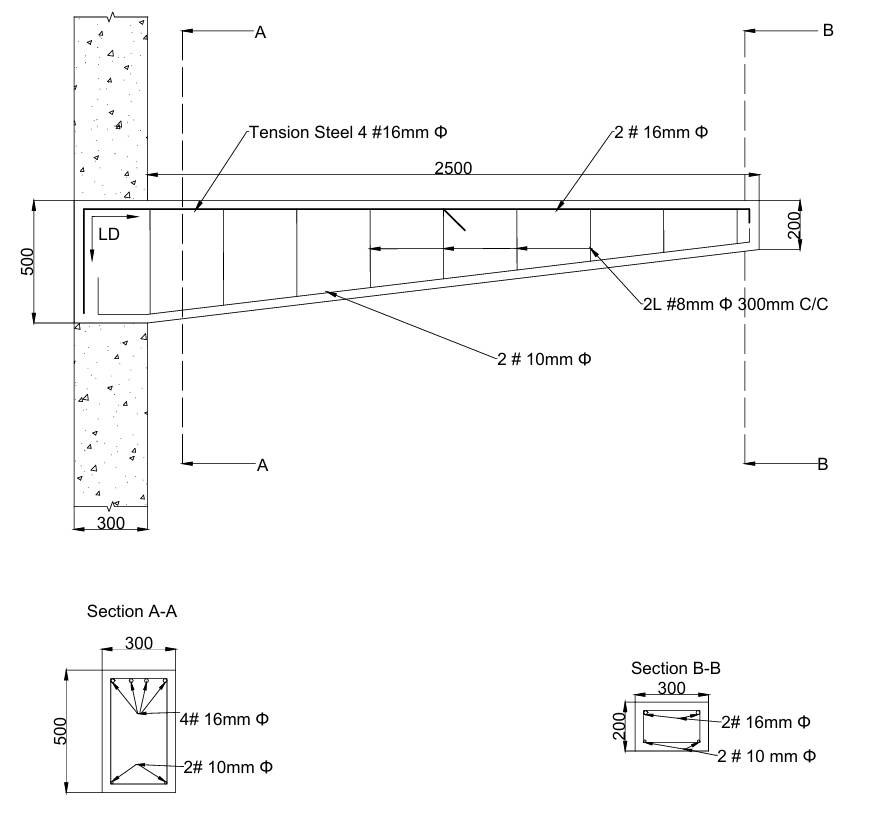 A
B
Tension Steel 4 #16mm Φ
2 # 16mm Φ
2500
LD
500
200
2L #8mm Φ 300mm C/C
2 # 10mm Φ
A
B
300
Section A-A
300
500
4# 16mm Φ
2# 10mm Φ
Section B-B
300
200
2# 16mm Φ
2 # 10 mm Φ